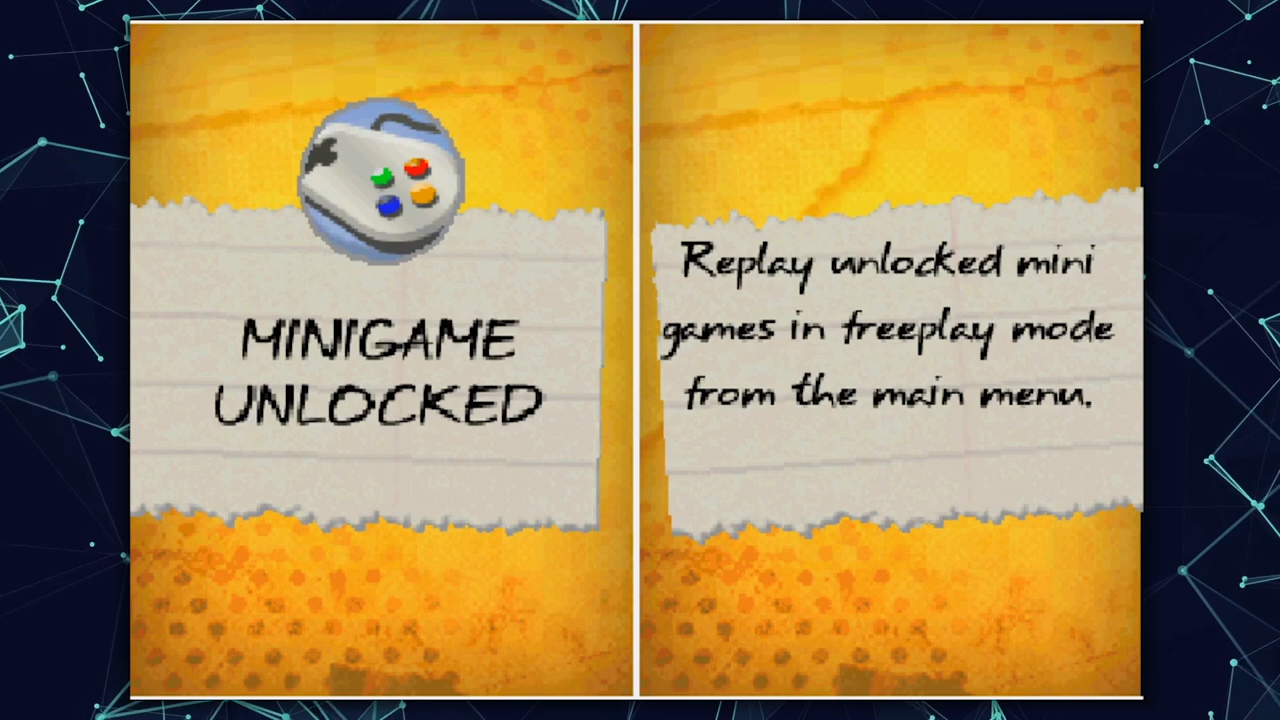 MINIGAME
UNLOCKED
Replay unlocked mini
games in freeplay mode
from the main menu.